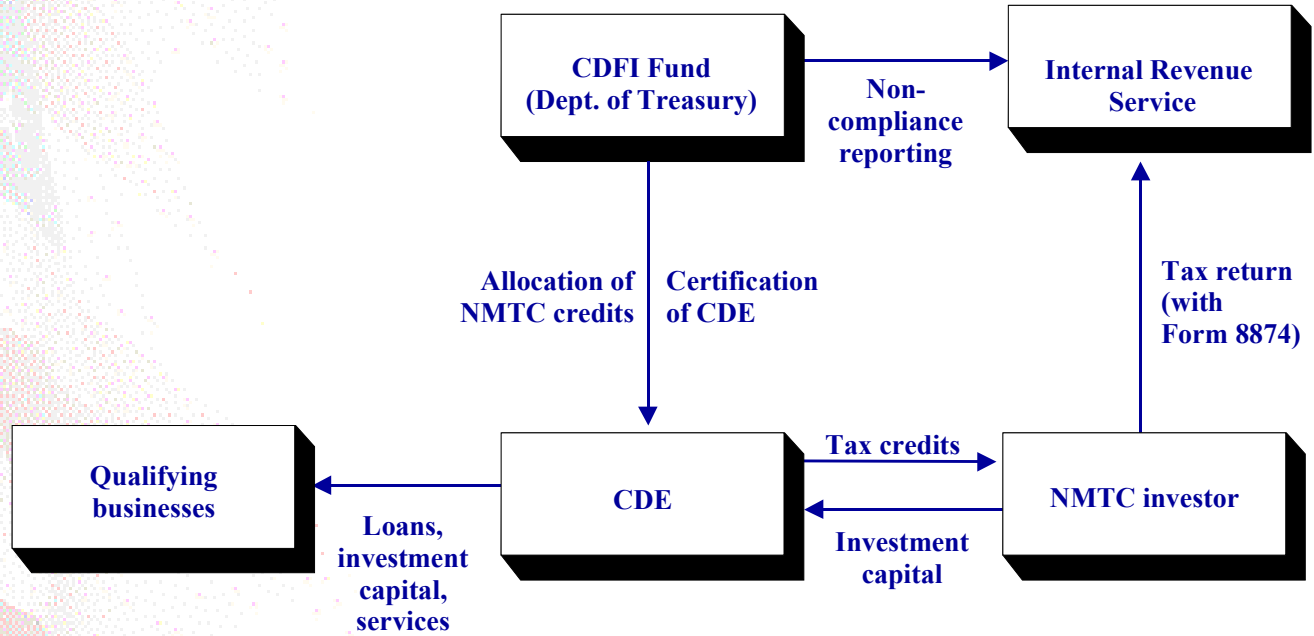 CDFI Fund
(Dept. of Treasury)
Internal Revenue
Service
Non-
compliance
reporting
Allocation of
NMTC credits
Certification
of CDE
Tax return
(with
Form 8874)
Qualifying
businesses
CDE
Tax credits
NMTC investor
Loans,
investment
capital,
services
Investment
capital